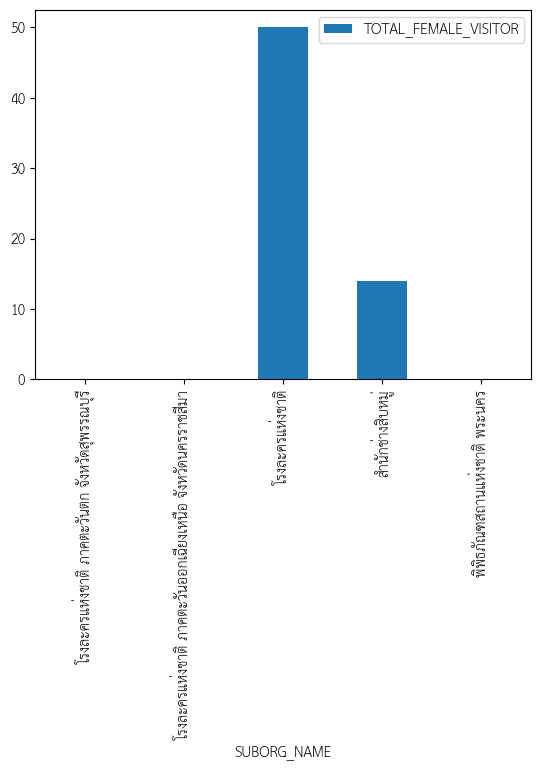 TOTAL_FEMALE_VISITOR
50
40
30
20
10
0
โรงละครแห่งชาติ ภาคตะวันตก จังหวัดสุพรรณบุรี
โรงละครแห่งชาติ ภาคตะวันออกเฉียงเหนือ จังหวัดนครราชสีมา
โรงละครแห่งชาติ
สำนักช่างสิบหมู่
พิพิธภัณฑสถานแห่งชาติ พระนคร
SUBORG_NAME